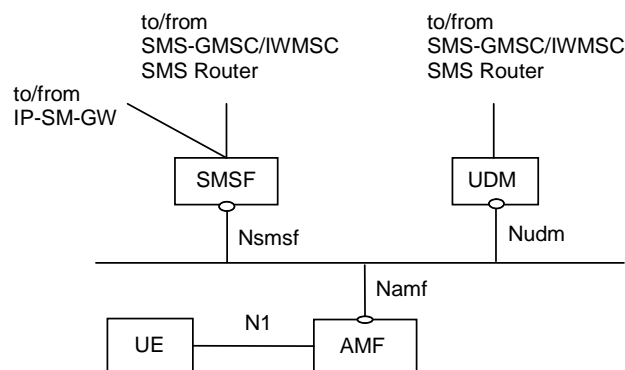 to/from
SMS-GMSC/IWMSC
SMS Router
to/from
SMS-GMSC/IWMSC
SMS Router
to/from
IP-SM-GW
SMSF
UDM
Nsmsf
Nudm
Namf
N1
UE
AMF